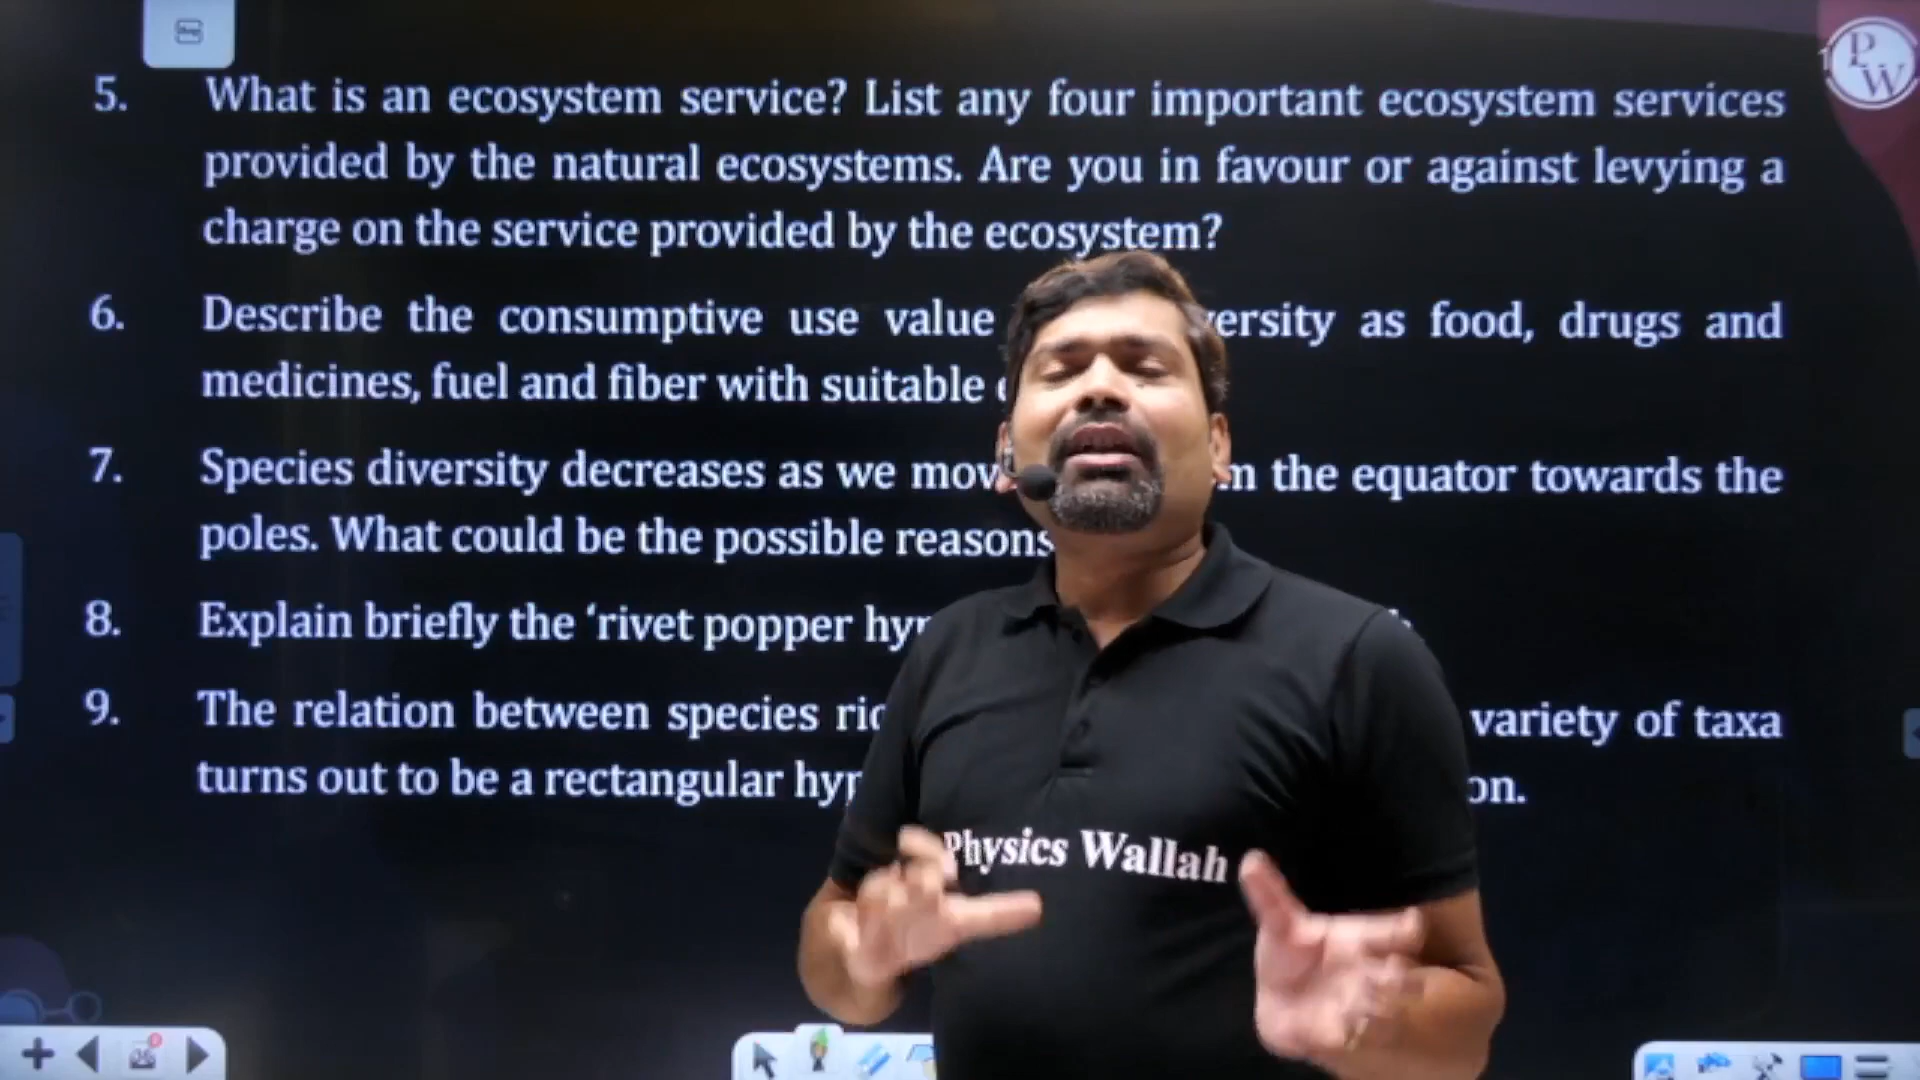 PW
5. What is an ecosystem service? List any four important ecosystem services
provided by the natural ecosystems. Are you in favour or against levying a
charge on the service provided by the ecosystem?
6. Describe the consumptive use value ersity as food, drugs and
medicines, fuel and fiber with suitable
7. Species diversity decreases as we mov m the equator towards the
poles. What could be the possible reasons
8. Explain briefly the ‘rivet popper hyp
9. The relation between species ric variety of taxa
turns out to be a rectangular hyp on.
Physics Wallah